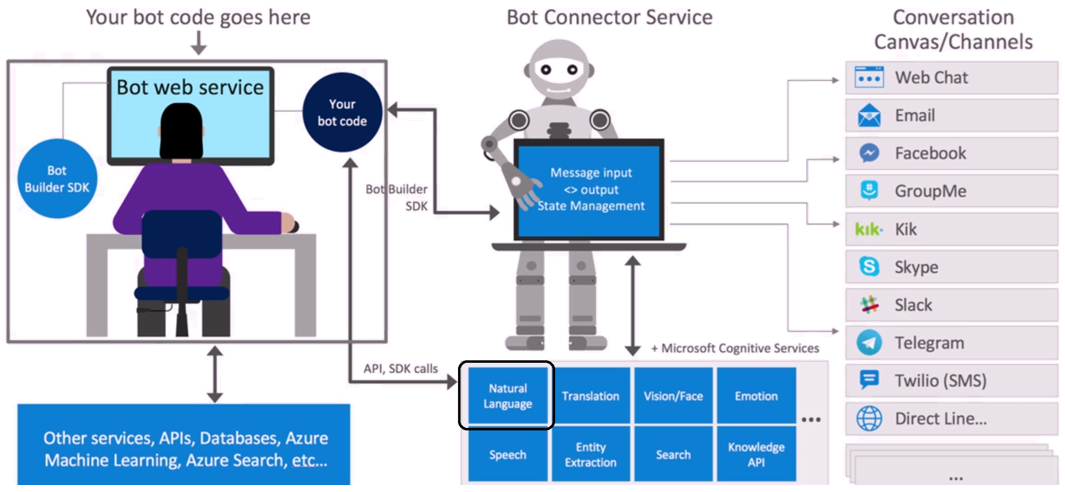 Your bot code goes here
Bot web service
Your
bot code
Bot
Builder SDK
Bot Builder
SDK
API, SDK calls
Other services, APIs, Databases, Azure
Machine Learning, Azure Search, etc...
Bot Connector Service
Message input
<> output
State Management
+ Microsoft Cognitive Services
Natural
Language
Translation
Vision/Face
Emotion
...
Speech
Entity
Extraction
Search
Knowledge
API
Conversation
Canvas/Channels
Web Chat
Email
Facebook
GroupMe
kik· Kik
Skype
Slack
Telegram
Twilio (SMS)
Direct Line...
...